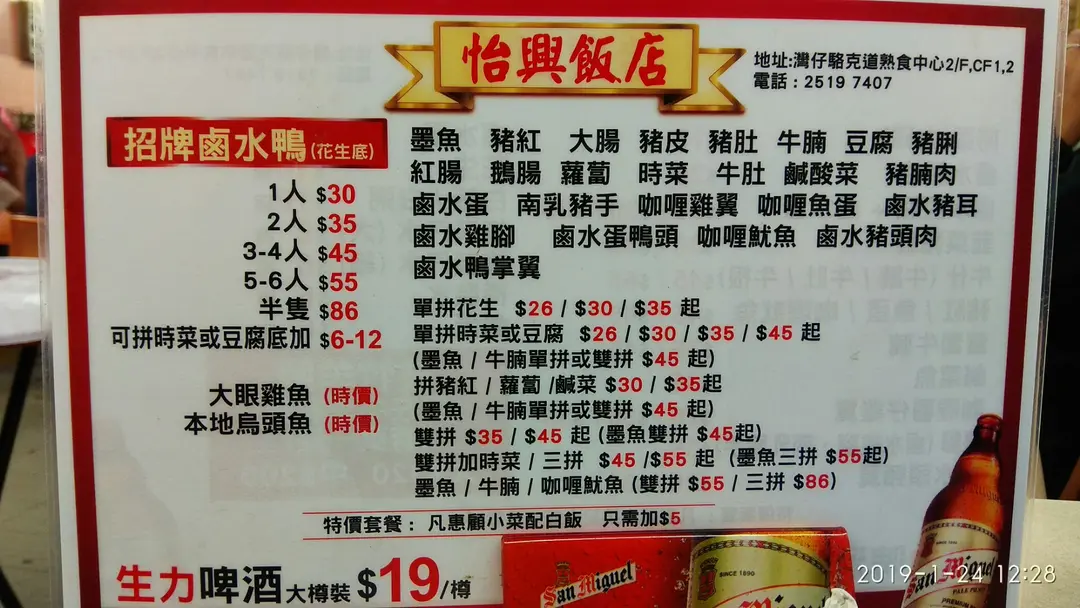 怡興飯店
地址:灣仔駱克道熟食中心2/F,CF1,2
電話 : 2519 7407
招牌鹵水鴨(花生底)
1人 $30
2人 $35
3-4人 $45
5-6人 $55
半隻 $86
可拼時菜或豆腐底加 $6-12
大眼雞魚 (時價)
本地烏頭魚 (時價)
墨魚 豬紅 大腸 豬皮 豬肚 牛腩 豆腐 豬脷
紅腸 鵝腸 蘿蔔 時菜 牛肚 鹹酸菜 豬腩肉
鹵水蛋 南乳豬手 咖喱雞翼 咖喱魚蛋 鹵水豬耳
鹵水雞腳 鹵水蛋鴨頭 咖喱魷魚 鹵水豬頭肉
鹵水鴨掌翼
單拼花生 $26 / $30 / $35 起
單拼時菜或豆腐 $26 / $30 / $35 / $45 起
(墨魚 / 牛腩單拼或雙拼 $45 起)
拼豬紅 / 蘿蔔 /鹹菜 $30 / $35起
(墨魚 / 牛腩單拼或雙拼 $45 起)
雙拼 $35 / $45 起 (墨魚雙拼 $45起)
雙拼加時菜 / 三拼 $45 /$55 起 (墨魚三拼 $55起)
墨魚 / 牛腩 / 咖喱魷魚 (雙拼 $55 / 三拼 $86)
特價套餐 : 凡惠顧小菜配白飯 只需加$5
生力啤酒大樽裝 $19/樽
San Miguel
SINCE 1890
San Miguel
San Miguel
PALE PILSEN
2019-1-24 12:28